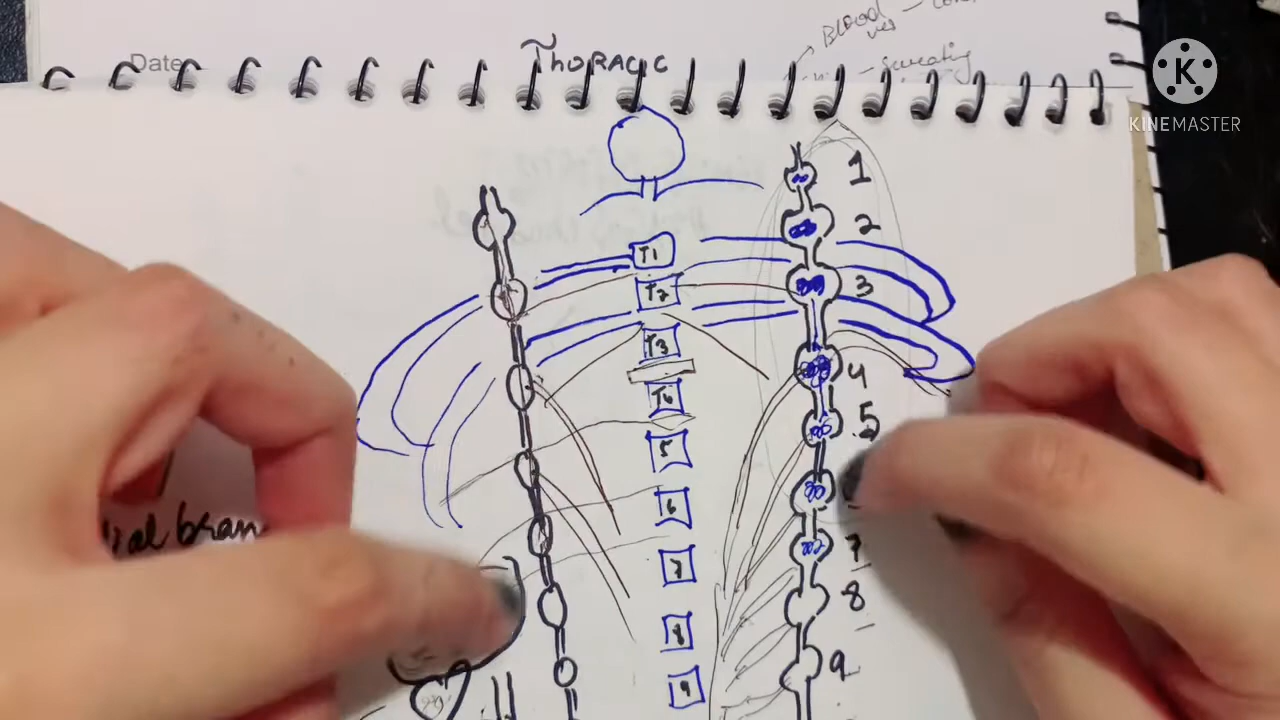 Blood
ves
Date
Thoracic
sweating
KINEMASTER
1
2
T1
3
T2
T3
4
T4
5
5
6
7
7
8
8
9
9